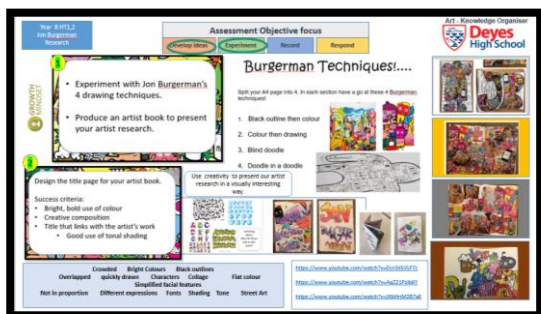 Year 8 HT1,2
Jon Burgerman
Research
Assessment Objective focus
Develop ideas
Experiment
Record
Respond
Art - Knowledge Organiser
Deyes
High School
GROWTH
MINDSET
• Experiment with Jon Burgerman's
4 drawing techniques.
• Produce an artist book to present
your artist research.
Burgerman Techniques!....
Split your A4 page into 4. In each section have a go at these 4 Burgerman
techniques!
1. Black outline then colour
2. Colour then drawing
3. Blind doodle
4. Doodle in a doodle
Use creativity to present our artist
research in a visually interesting
way.
Design the title page for your artist book.
Success criteria:
• Bright, bold use of colour
• Creative composition
• Title that links with the artist's work
• Good use of tonal shading
Crowded Bright Colours Black outlines
Overlapped quickly drawn Characters Collage Flat colour
Simplified facial features
Not in proportion Different expressions Fonts Shading Tone Street Art